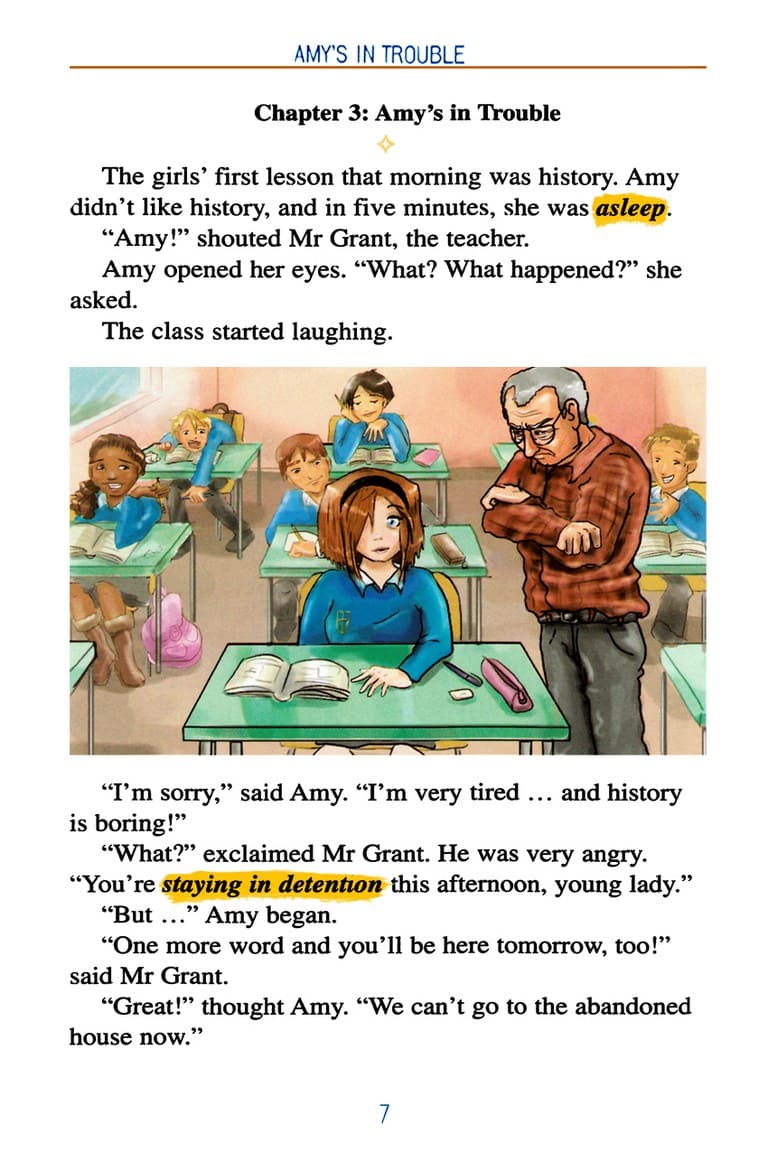 AMY'S IN TROUBLE
Chapter 3: Amy's in Trouble
The girls' first lesson that morning was history. Amy
didn't like history, and in five minutes, she was asleep.
“Amy!” shouted Mr Grant, the teacher.
Amy opened her eyes. “What? What happened?” she
asked.
The class started laughing.
“I'm sorry,” said Amy. “I'm very tired … and history
is boring!”
“What?” exclaimed Mr Grant. He was very angry.
“You're staying in detention this afternoon, young lady.”
“But …” Amy began.
“One more word and you'll be here tomorrow, too!”
said Mr Grant.
“Great!” thought Amy. “We can't go to the abandoned
house now.”
7